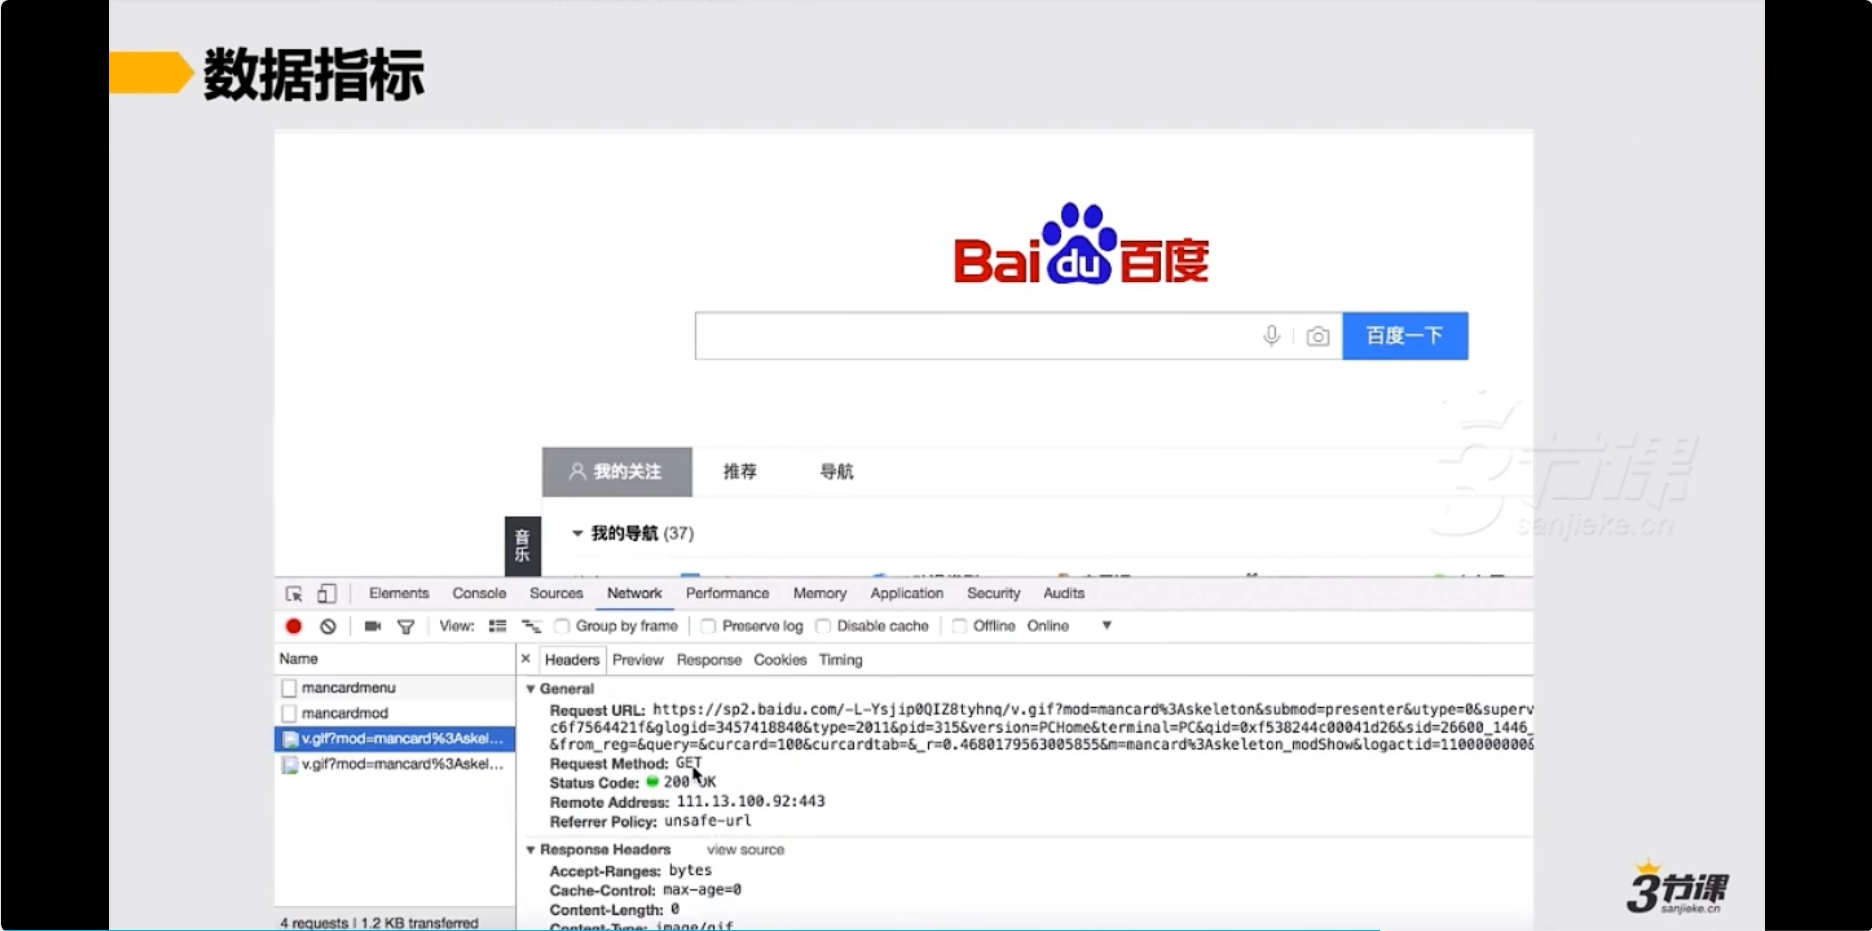 数据指标
Bai du 百度
百度一下
我的关注 推荐 导航
我的导航 (37)
音乐
3节课
sanjieke.cn
Elements Console Sources Network Performance Memory Application Security Audits
View: Group by frame Preserve log Disable cache Offline Online
Name
× Headers Preview Response Cookies Timing
mancardmenu
mancardmod
v.gif?mod=mancard%3Askel...
v.gif?mod=mancard%3Askel...
4 requests | 1.2 KB transferred
General
Request URL: https://sp2.baidu.com/-L-Ysjip0QIZ8tyhnq/v.gif?mod=mancard%3Askeleton&submod=presenter&utype=0&superv
c6f7564421f&glogid=3457418840&type=2011&pid=315&version=PCHome&terminal=PC&qid=0xf538244c00041d26&sid=26600_1446_
&from_reg=&query=&curcard=100&curcardtab=&_r=0.4680179563005855&m=mancard%3Askeleton_modShow&logactid=1100000000&
Request Method: GET
Status Code: 200 OK
Remote Address: 111.13.100.92:443
Referrer Policy: unsafe-url
Response Headers view source
Accept-Ranges: bytes
Cache-Control: max-age=0
Content-Length: 0
Content-Type: image/gif
3节课
sanjieke.cn